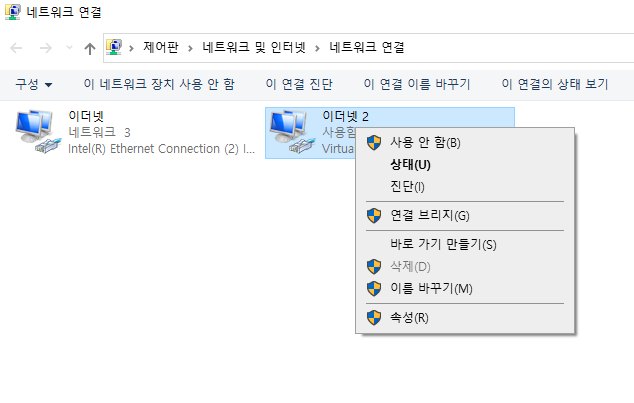 네트워크 연결
제어판 > 네트워크 및 인터넷 > 네트워크 연결
구성 이 네트워크 장치 사용 안 함 이 연결 진단 이 연결 이름 바꾸기 이 연결의 상태 보기
이더넷
네트워크 3
Intel(R) Ethernet Connection (2) I...
이더넷 2
사용함
Virtua
사용 안 함(B)
상태(U)
진단(I)
연결 브리지(G)
바로 가기 만들기(S)
삭제(D)
이름 바꾸기(M)
속성(R)